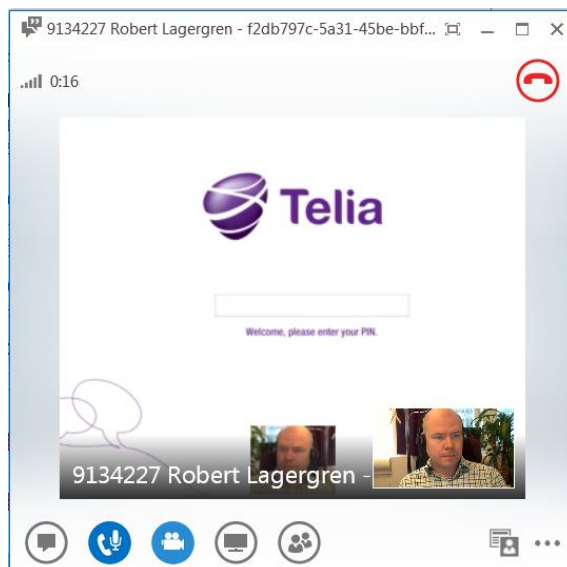 9134227 Robert Lagergren - f2db797c-5a31-45be-bbf...
0:16
Telia
Welcome, please enter your PIN.
9134227 Robert Lagergren -